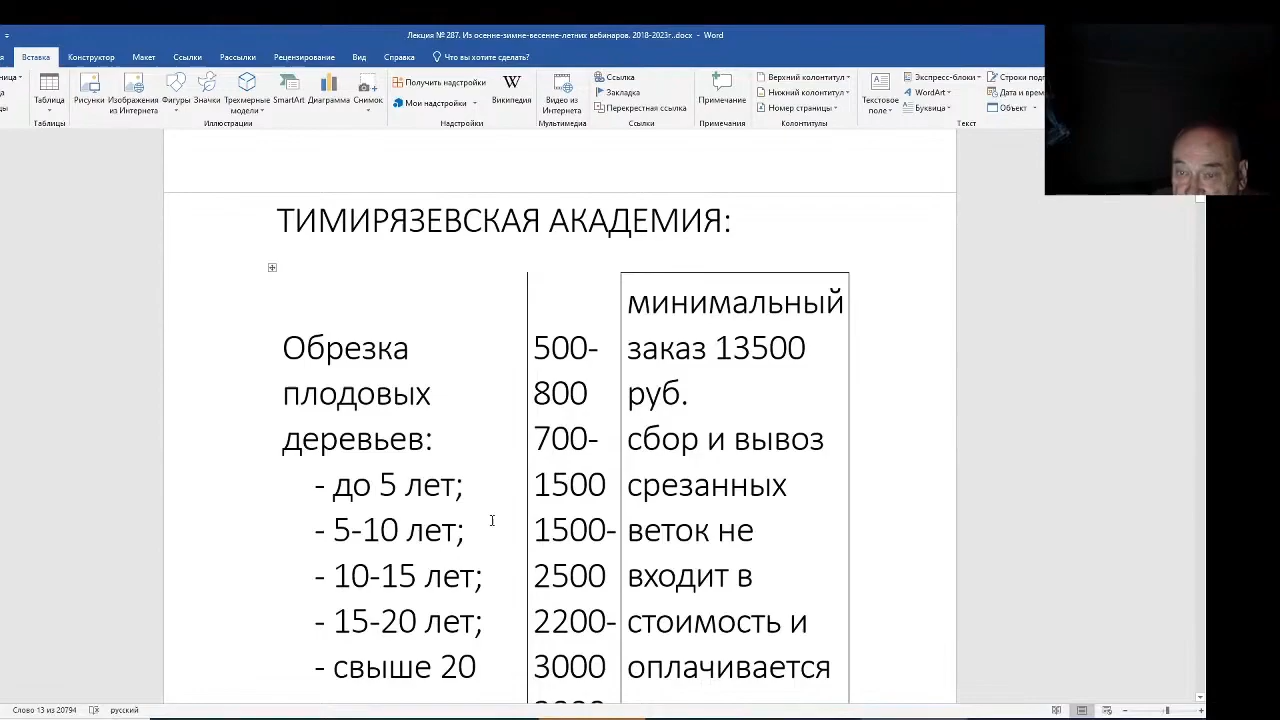 Лекция № 287. Из осенне-зимне-весенне-летних вебинаров. 2018-2023г..docx - Word
Вставка Конструктор Макет Ссылки Рассылки Рецензирование Вид Справка Что вы хотите сделать?
Таблица
Таблицы
Рисунки Изображения из Интернета Фигуры Значки Трехмерные модели SmartArt Диаграмма Снимок
Иллюстрации
Получить надстройки
Мои надстройки
Википедия
Надстройки
Видео из Интернета
Мультимедиа
Ссылка
Закладка
Перекрестная ссылка
Ссылки
Примечание
Примечания
Верхний колонтитул
Нижний колонтитул
Номер страницы
Колонтитулы
Текстовое поле
Экспресс-блоки
WordArt
Буквица
Строки
Дата и
Объект
Текст
ТИМИРЯЗЕВСКАЯ АКАДЕМИЯ:
Обрезка
плодовых
деревьев:
- до 5 лет;
- 5-10 лет;
- 10-15 лет;
- 15-20 лет;
- свыше 20
500-
800
700-
1500
1500-
2500
2200-
3000
минимальный
заказ 13500
руб.
сбор и вывоз
срезанных
веток не
входит в
стоимость и
оплачивается
Слово 13 из 20794 русский